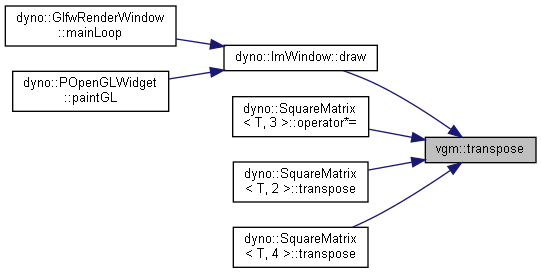 dyno::GlfwRenderWindow
::mainLoop
dyno::POpenGLWidget
::paintGL
dyno::ImWindow::draw
dyno::SquareMatrix
< T, 3 >::operator*=
dyno::SquareMatrix
< T, 2 >::transpose
dyno::SquareMatrix
< T, 4 >::transpose
vgm::transpose